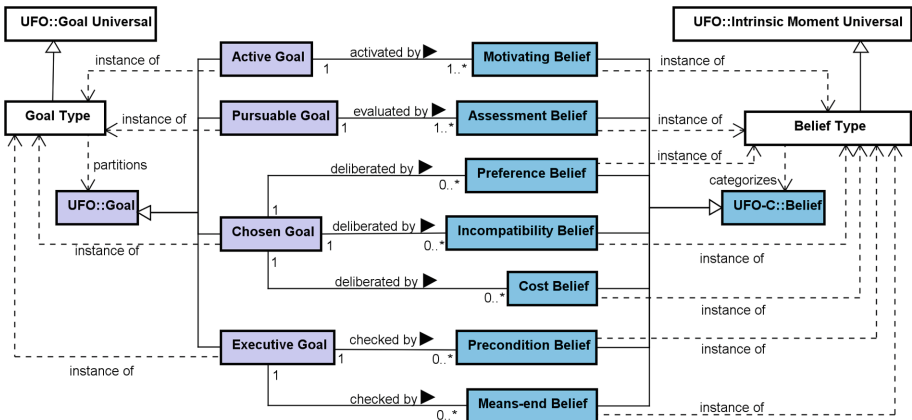 UFO::Goal Universal
UFO::Intrinsic Moment Universal
Active Goal
activated by
Motivating Belief
1
1..*
instance of
instance of
Goal Type
instance of
Pursuable Goal
evaluated by
Assessment Belief
1
1..*
instance of
Belief Type
partitions
deliberated by
Preference Belief
0..*
instance of
categorizes
UFO::Goal
UFO-C::Belief
1
Chosen Goal
deliberated by
Incompatibility Belief
1
0..*
instance of
instance of
1
deliberated by
Cost Belief
0..*
instance of
Executive Goal
checked by
Precondition Belief
1
0..*
instance of
instance of
1
checked by
Means-end Belief
0..*
instance of